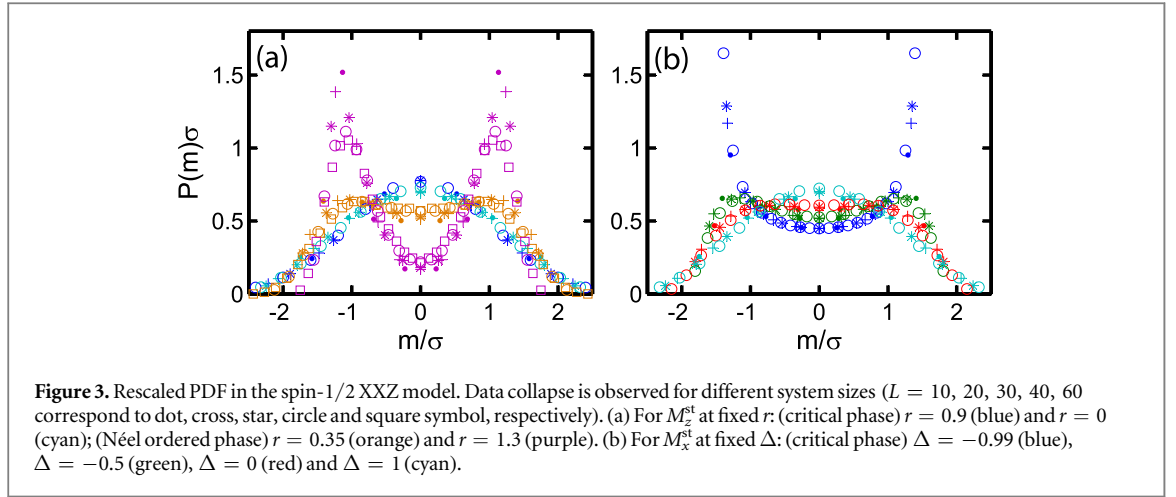 (a)
(b)
1.5
1
0.5
0
P(m)σ
-2 -1 0 1 2
m/σ
1.5
1
0.5
0
-2 -1 0 1 2
m/σ
Figure 3. Rescaled PDF in the spin-1/2 XXZ model. Data collapse is observed for different system sizes (L = 10, 20, 30, 40, 60
correspond to dot, cross, star, circle and square symbol, respectively). (a) For M_z^st at fixed r: (critical phase) r = 0.9 (blue) and r = 0
(cyan); (Néel ordered phase) r = 0.35 (orange) and r = 1.3 (purple). (b) For M_x^st at fixed Δ: (critical phase) Δ = −0.99 (blue),
Δ = −0.5 (green), Δ = 0 (red) and Δ = 1 (cyan).